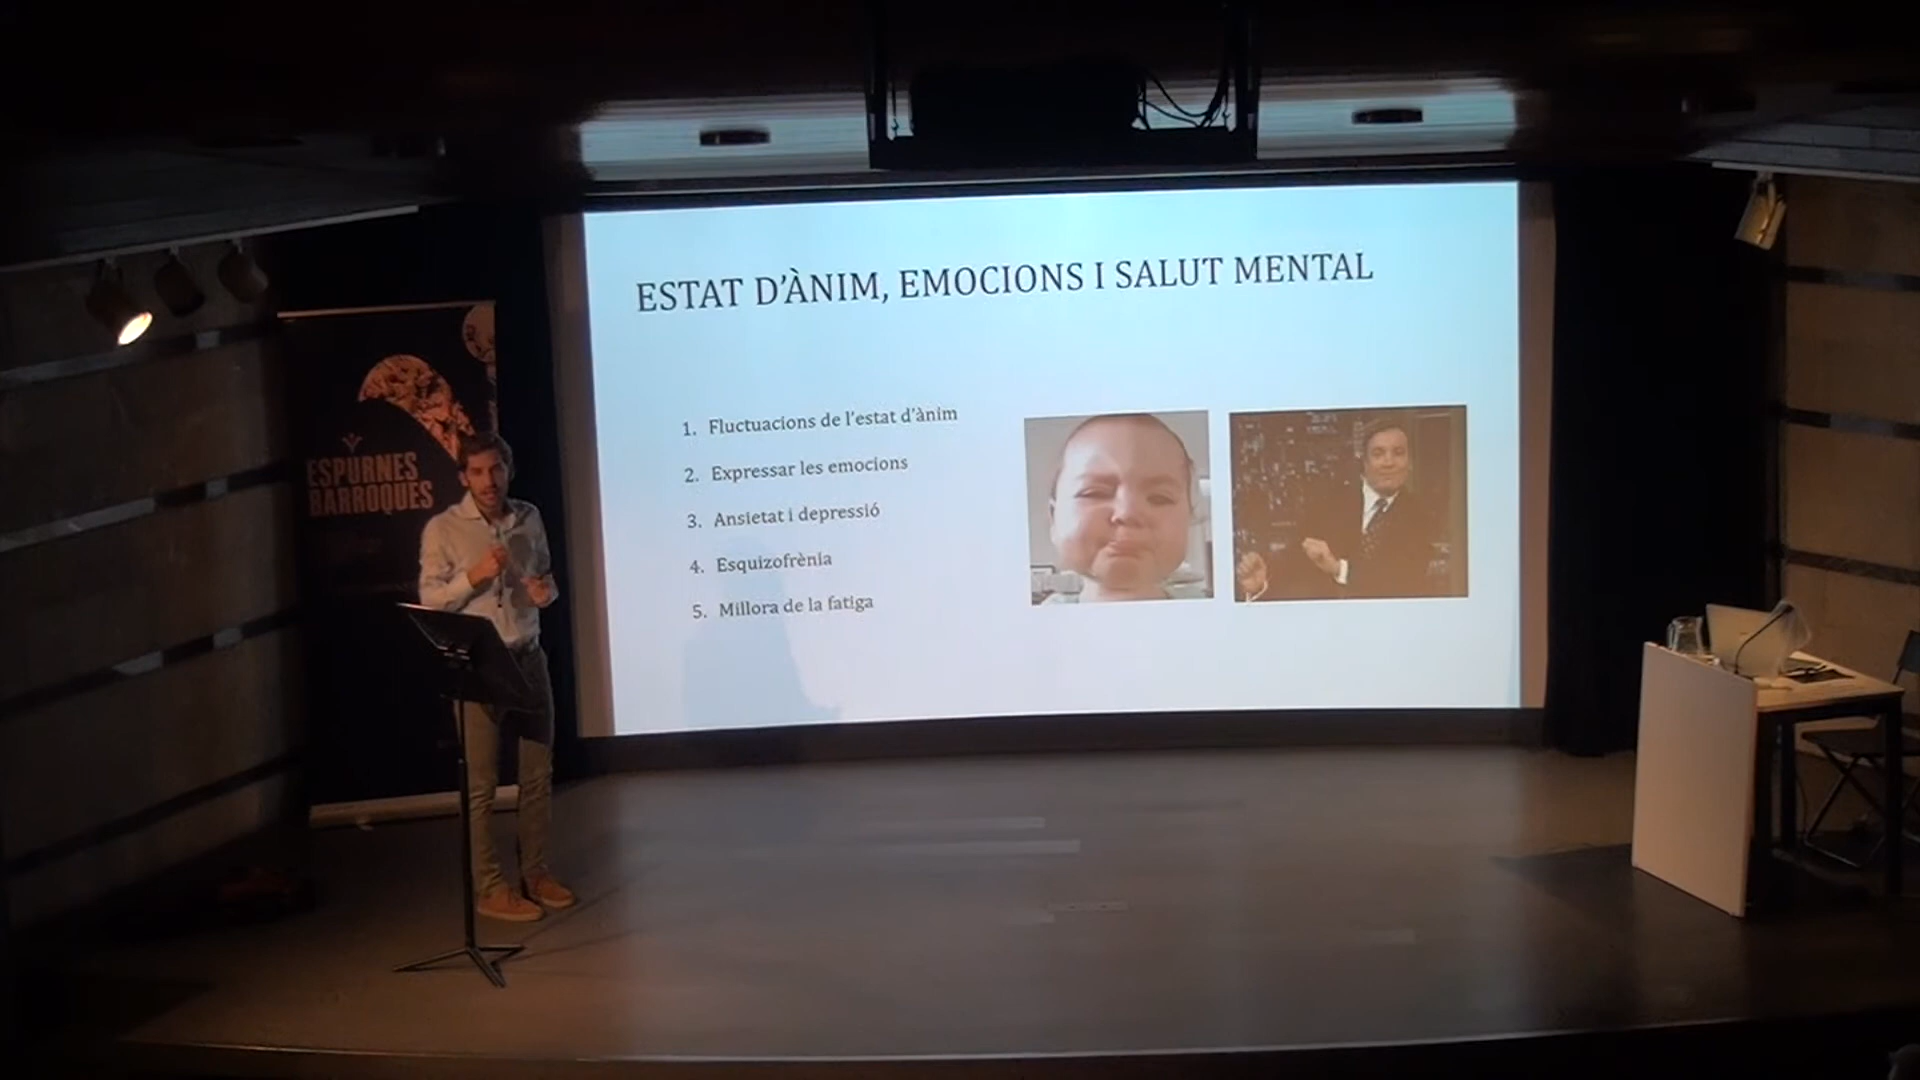 ESTAT D'ÀNIM, EMOCIONS I SALUT MENTAL
1. Fluctuacions de l'estat d'ànim
2. Expressar les emocions
3. Ansietat i depressió
4. Esquizofrènia
5. Millora de la fatiga
ESPURNES
BARROQUES